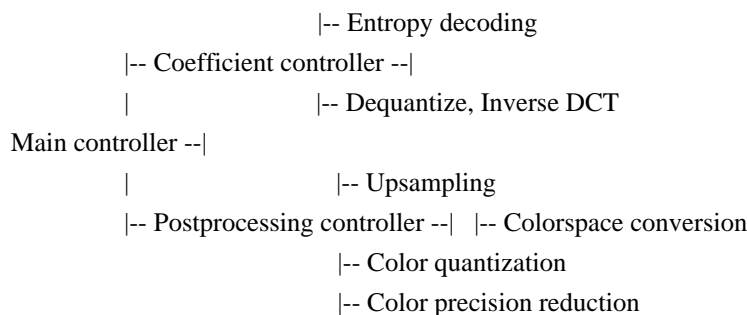 |-- Entropy decoding
|-- Coefficient controller --|
| |-- Dequantize, Inverse DCT
Main controller --|
| |-- Upsampling
|-- Postprocessing controller --| |-- Colorspace conversion
|-- Color quantization
|-- Color precision reduction